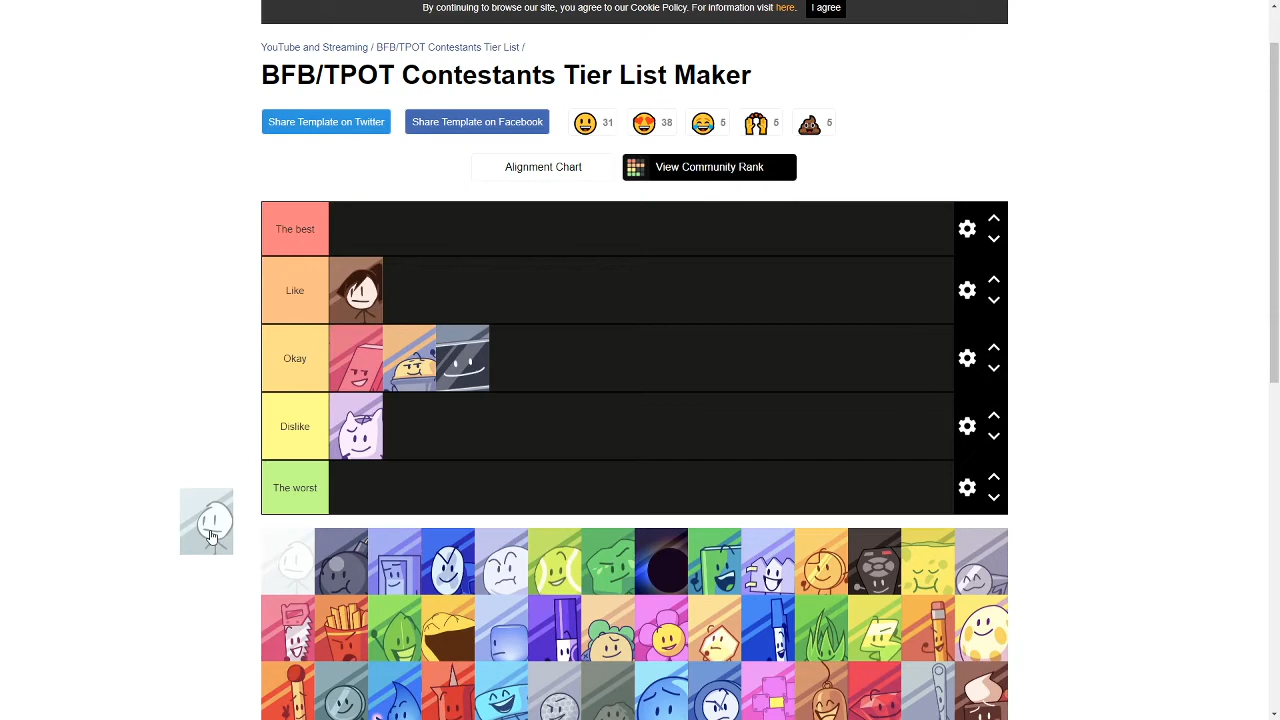 By continuing to browse our site, you agree to our Cookie Policy. For information visit here. I agree
YouTube and Streaming / BFB/TPOT Contestants Tier List /
BFB/TPOT Contestants Tier List Maker
Share Template on Twitter Share Template on Facebook 31 38 5 5 5
Alignment Chart View Community Rank
The best
Like
Okay
Dislike
The worst